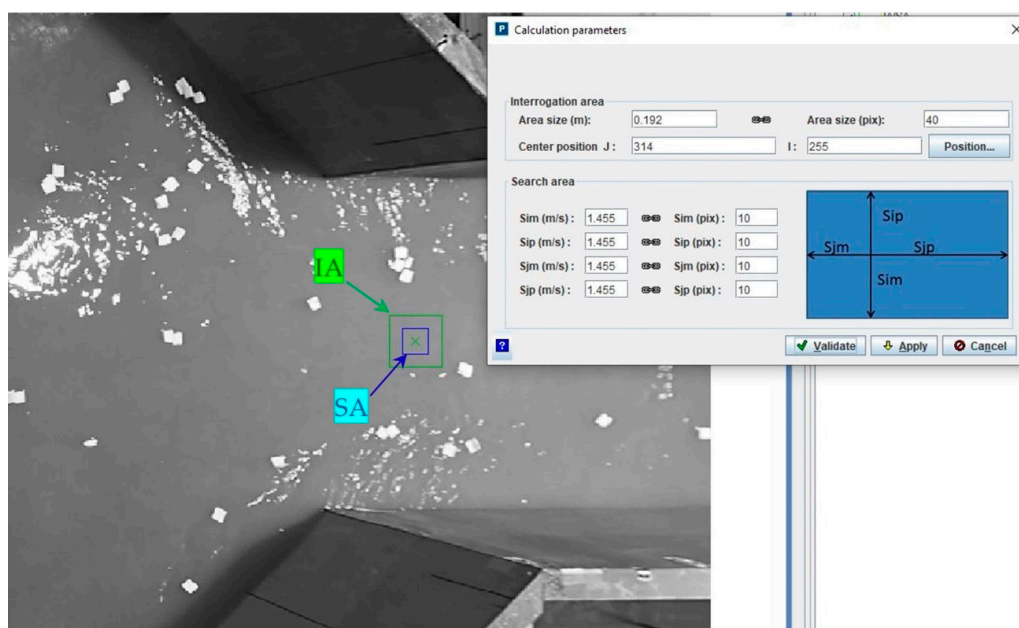 P Calculation parameters
Interrogation area
Area size (m): 0.192 Area size (pix): 40
Center position J : 314 I : 255 Position...
Search area
Sim (m/s) : 1.455 Sim (pix) : 10
Sip (m/s) : 1.455 Sip (pix) : 10
Sjm (m/s) : 1.455 Sjm (pix) : 10
Sjp (m/s) : 1.455 Sjp (pix) : 10
Sip
Sjm Sjp
Sim
? Validate Apply Cancel
IA
SA